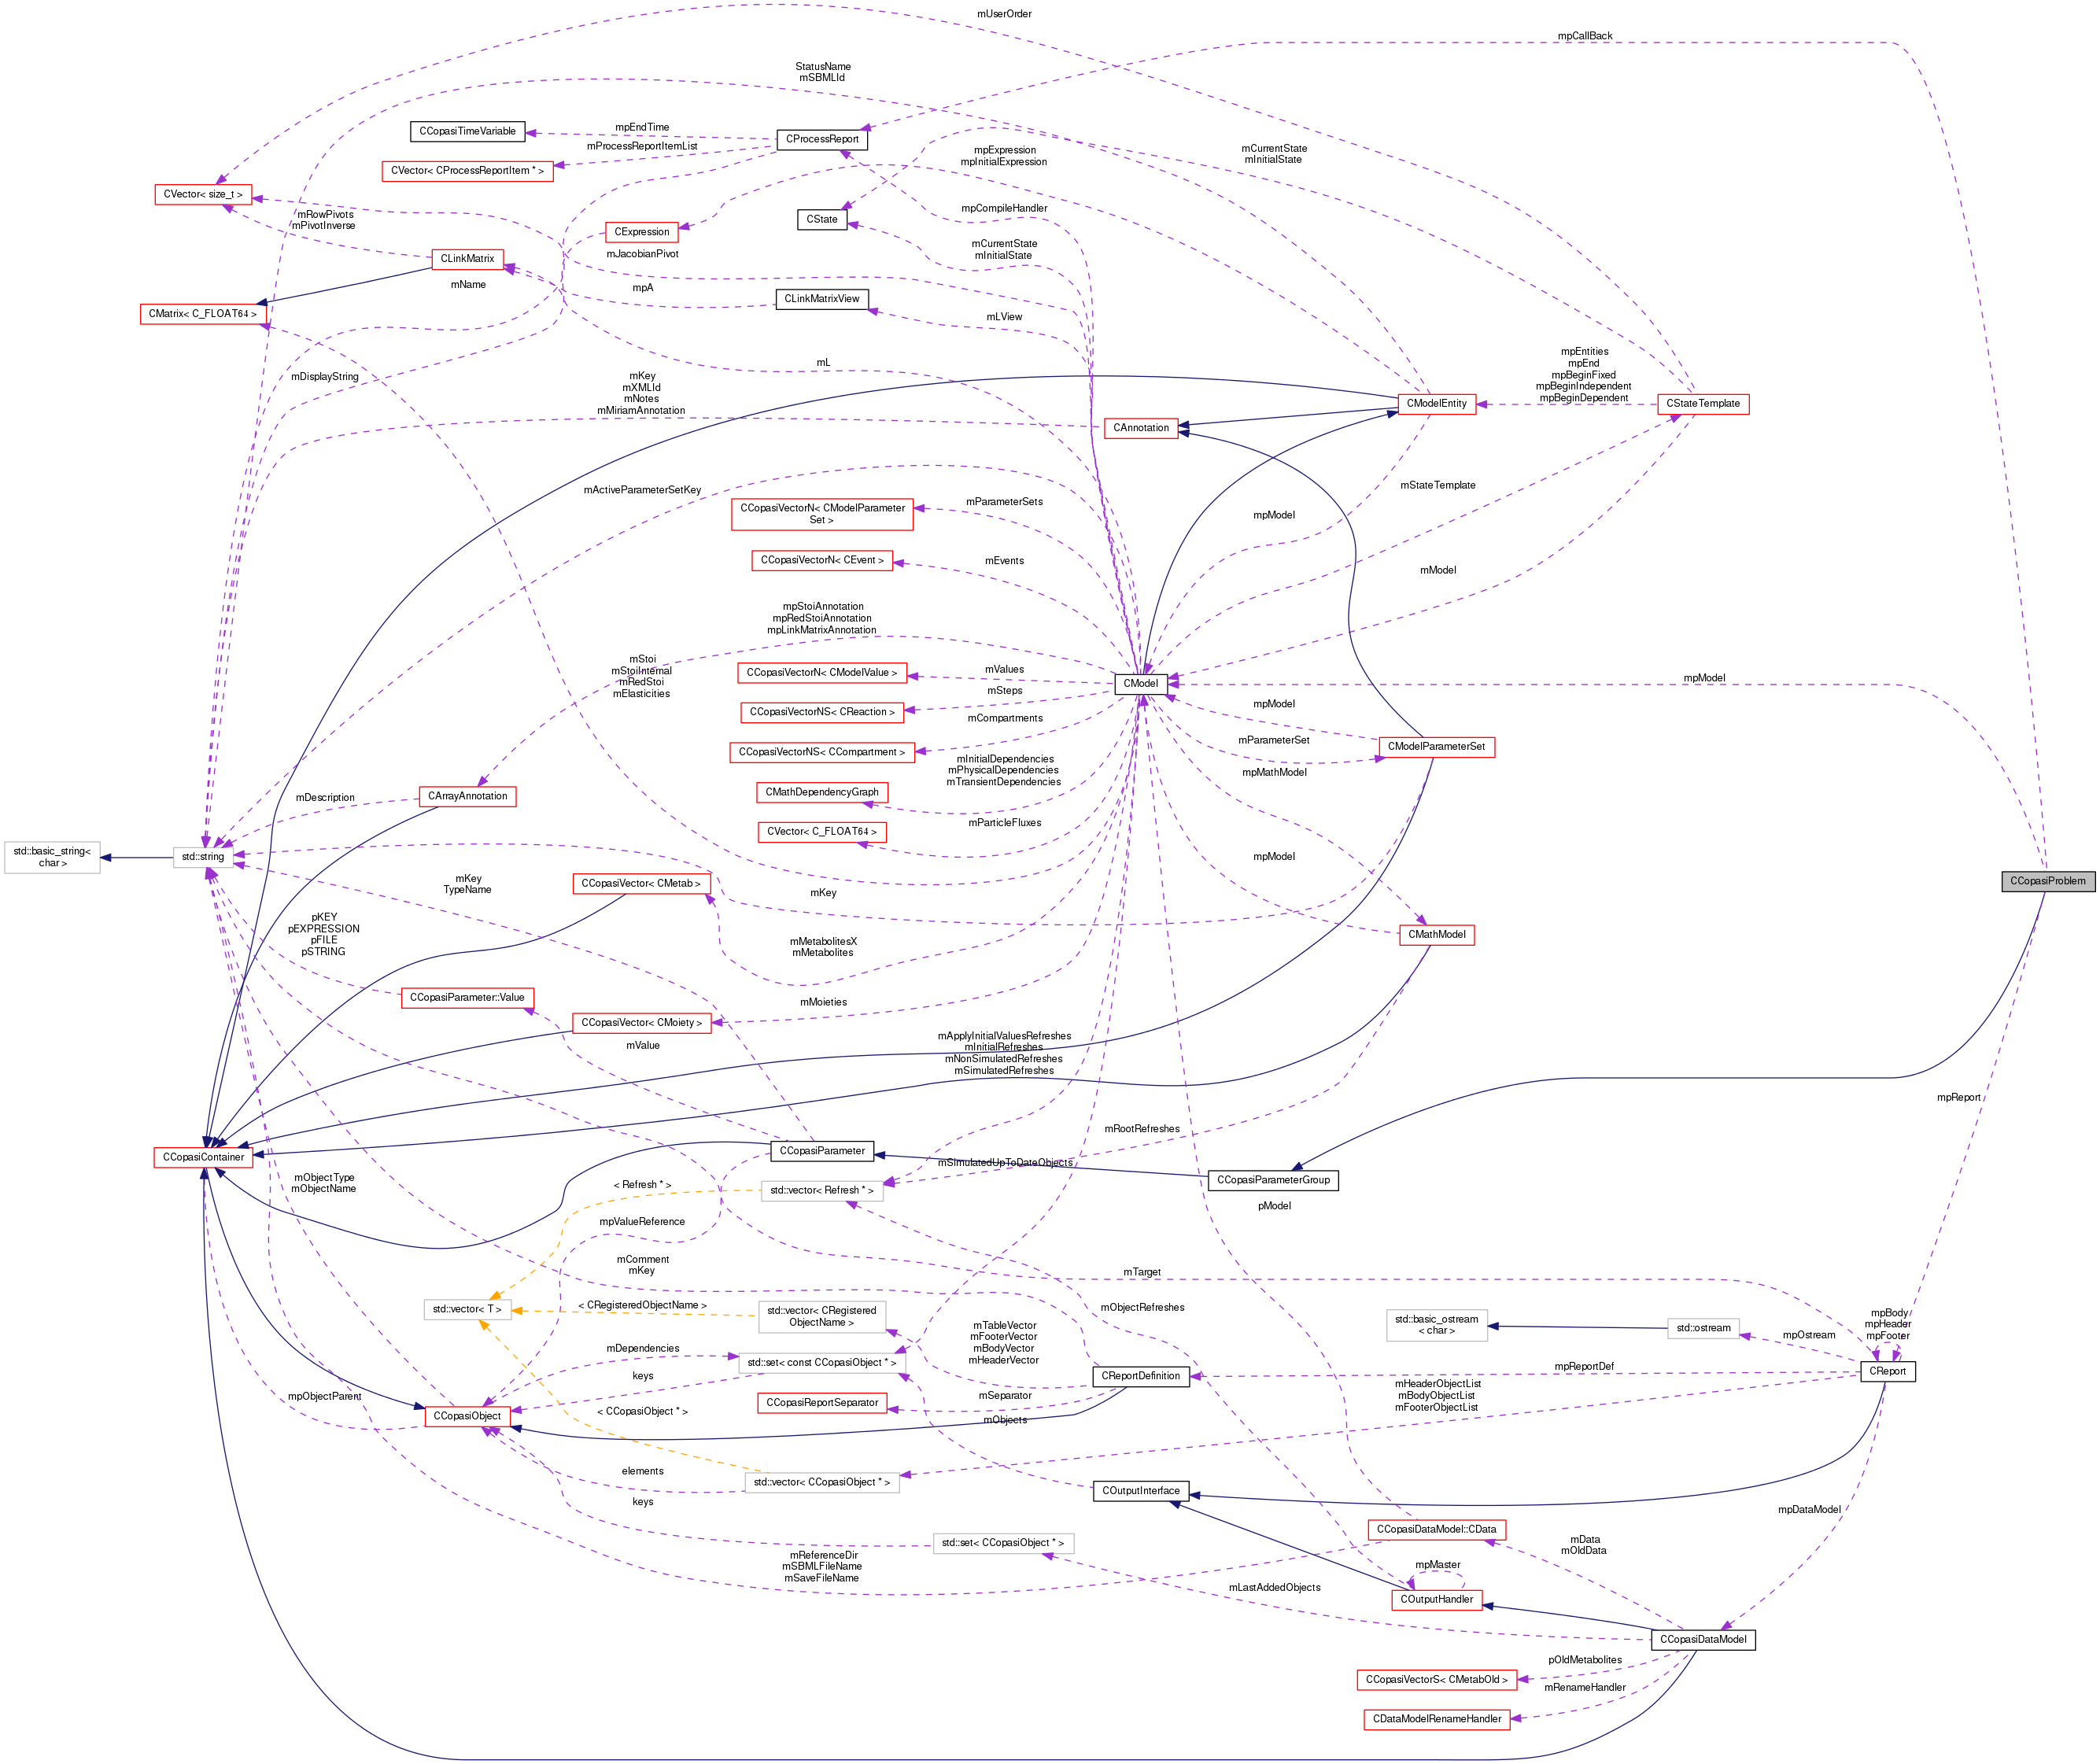 mUserOrder
mpCallBack
StatusName
mSBMLId
CCopasiTimeVariable
mpEndTime
CProcessReport
mProcessReportItemList
CVector< CProcessReportItem * >
mpExpression
mpInitialExpression
mCurrentState
mInitialState
CVector< size_t >
mRowPivots
mPivotInverse
CExpression
CState
mpCompileHandler
CLinkMatrix
mJacobianPivot
mCurrentState
mInitialState
mName
mpA
CLinkMatrixView
CMatrix< C_FLOAT64 >
mLView
mDisplayString
mL
mKey
mXMLId
mNotes
mMiriamAnnotation
mpEntities
mpEnd
mpBeginFixed
mpBeginIndependent
mpBeginDependent
CModelEntity
CStateTemplate
CAnnotation
mActiveParameterSetKey
mStateTemplate
CCopasiVectorN< CModelParameter
Set >
mParameterSets
mpModel
CCopasiVectorN< CEvent >
mEvents
mModel
mpStoiAnnotation
mpRedStoiAnnotation
mpLinkMatrixAnnotation
mStoi
mStoiInternal
mRedStoi
mElasticities
CCopasiVectorN< CModelValue >
mValues
CModel
mpModel
CCopasiVectorNS< CReaction >
mSteps
mpModel
CCopasiVectorNS< CCompartment >
mCompartments
mParameterSet
CModelParameterSet
mInitialDependencies
mPhysicalDependencies
mTransientDependencies
mpMathModel
CArrayAnnotation
mDescription
CMathDependencyGraph
CVector< C_FLOAT64 >
mParticleFluxes
std::basic_string<
char >
std::string
mpModel
mKey
TypeName
CCopasiVector< CMetab >
mKey
CCopasiProblem
pKEY
pEXPRESSION
pFILE
pSTRING
mMetabolitesX
mMetabolites
CMathModel
CCopasiParameter::Value
mMoieties
CCopasiVector< CMoiety >
mValue
mApplyInitialValuesRefreshes
mInitialRefreshes
mNonSimulatedRefreshes
mSimulatedRefreshes
mpReport
CCopasiContainer
CCopasiParameter
mRootRefreshes
mSimulatedUpToDateObjects
CCopasiParameterGroup
mObjectType
mObjectName
< Refresh * >
std::vector< Refresh * >
pModel
mpValueReference
mComment
mKey
mTarget
std::vector< T >
< CRegisteredObjectName >
std::vector< CRegistered
ObjectName >
mObjectRefreshes
std::basic_ostream
< char >
std::ostream
mpBody
mpHeader
mpFooter
mpOstream
mTableVector
mFooterVector
mBodyVector
mHeaderVector
mDependencies
std::set< const CCopasiObject * >
keys
CReportDefinition
mpReportDef
CReport
mpObjectParent
CCopasiObject
CCopasiReportSeparator
mSeparator
mHeaderObjectList
mBodyObjectList
mFooterObjectList
< CCopasiObject * >
mObjects
elements
std::vector< CCopasiObject * >
COutputInterface
keys
mpDataModel
std::set< CCopasiObject * >
CCopasiDataModel::CData
mData
mOldData
mReferenceDir
mSBMLFileName
mSaveFileName
mpMaster
mLastAddedObjects
COutputHandler
CCopasiDataModel
CCopasiVectorS< CMetabOld >
pOldMetabolites
mRenameHandler
CDataModelRenameHandler